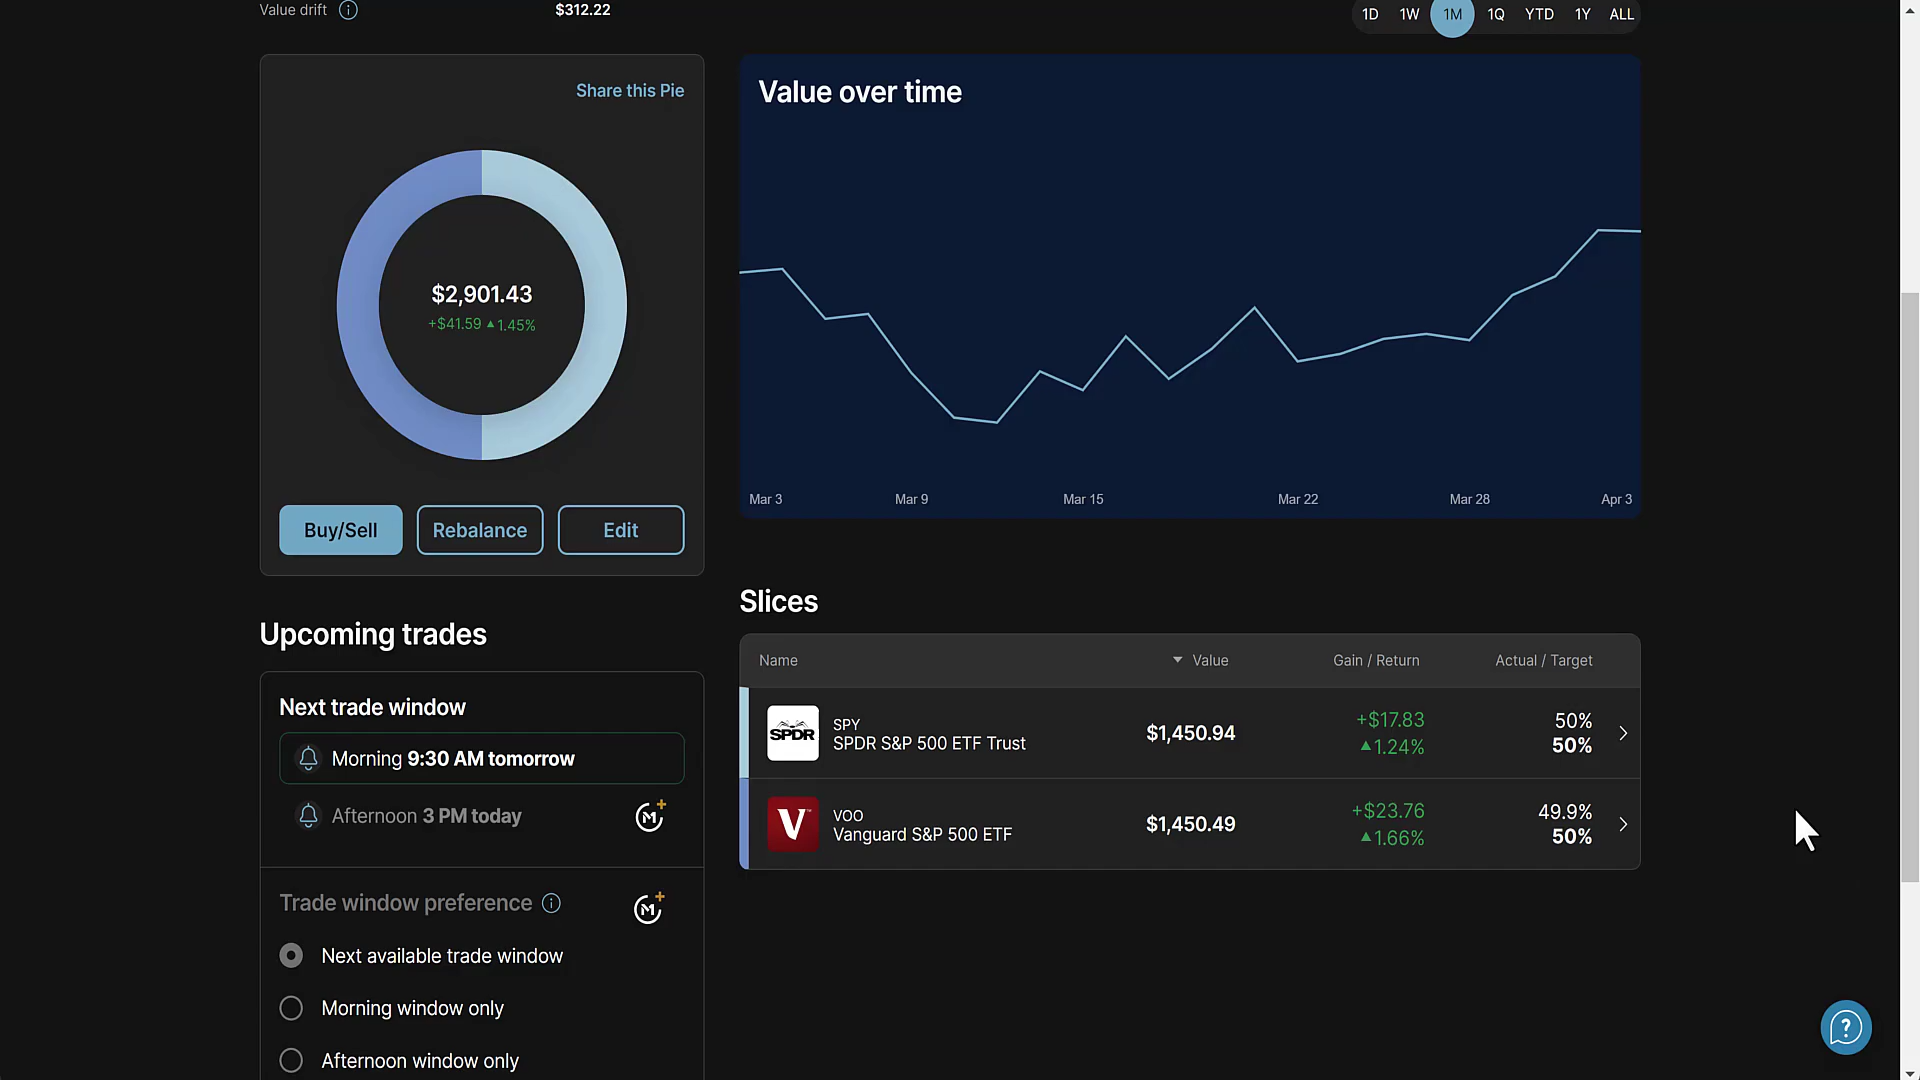 Value drift $312.22
1D 1W 1M 1Q YTD 1Y ALL
Share this Pie
$2,901.43
+$41.59 ▲1.45%
Buy/Sell Rebalance Edit
Value over time
Mar 3 Mar 9 Mar 15 Mar 22 Mar 28 Apr 3
Upcoming trades
Next trade window
Morning 9:30 AM tomorrow
Afternoon 3 PM today
Trade window preference
Next available trade window
Morning window only
Afternoon window only
Slices
Name Value Gain / Return Actual / Target
SPDR
SPY
SPDR S&P 500 ETF Trust
$1,450.94
+$17.83
▲1.24%
50%
50%
V
VOO
Vanguard S&P 500 ETF
$1,450.49
+$23.76
▲1.66%
49.9%
50%